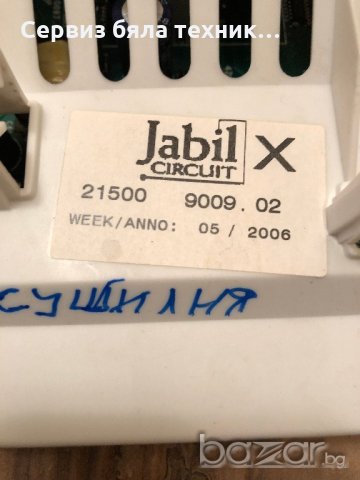 Сервиз бяла техник...
Jabil X
CIRCUIT
21500 9009.02
WEEK/ANNO: 05 / 2006
сушилня
bazar.bg